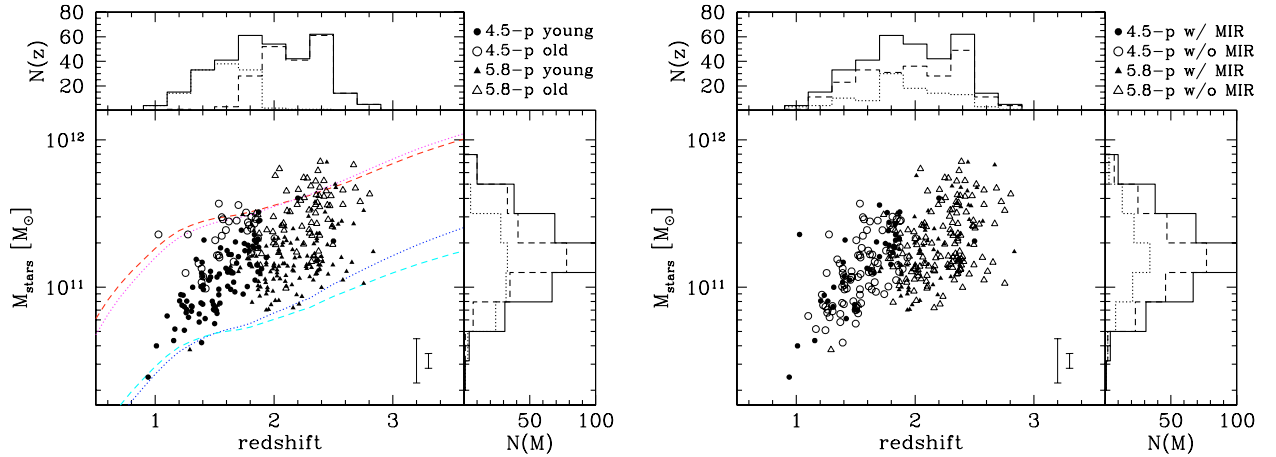 80
60
40
20
N(z)
4.5-p young
4.5-p old
5.8-p young
5.8-p old
10¹²
10¹¹
M_stars [M_⊙]
1 2 3
redshift
50 100
N(M)
80
60
40
20
N(z)
4.5-p w/ MIR
4.5-p w/o MIR
5.8-p w/ MIR
5.8-p w/o MIR
10¹²
10¹¹
M_stars [M_⊙]
1 2 3
redshift
50 100
N(M)